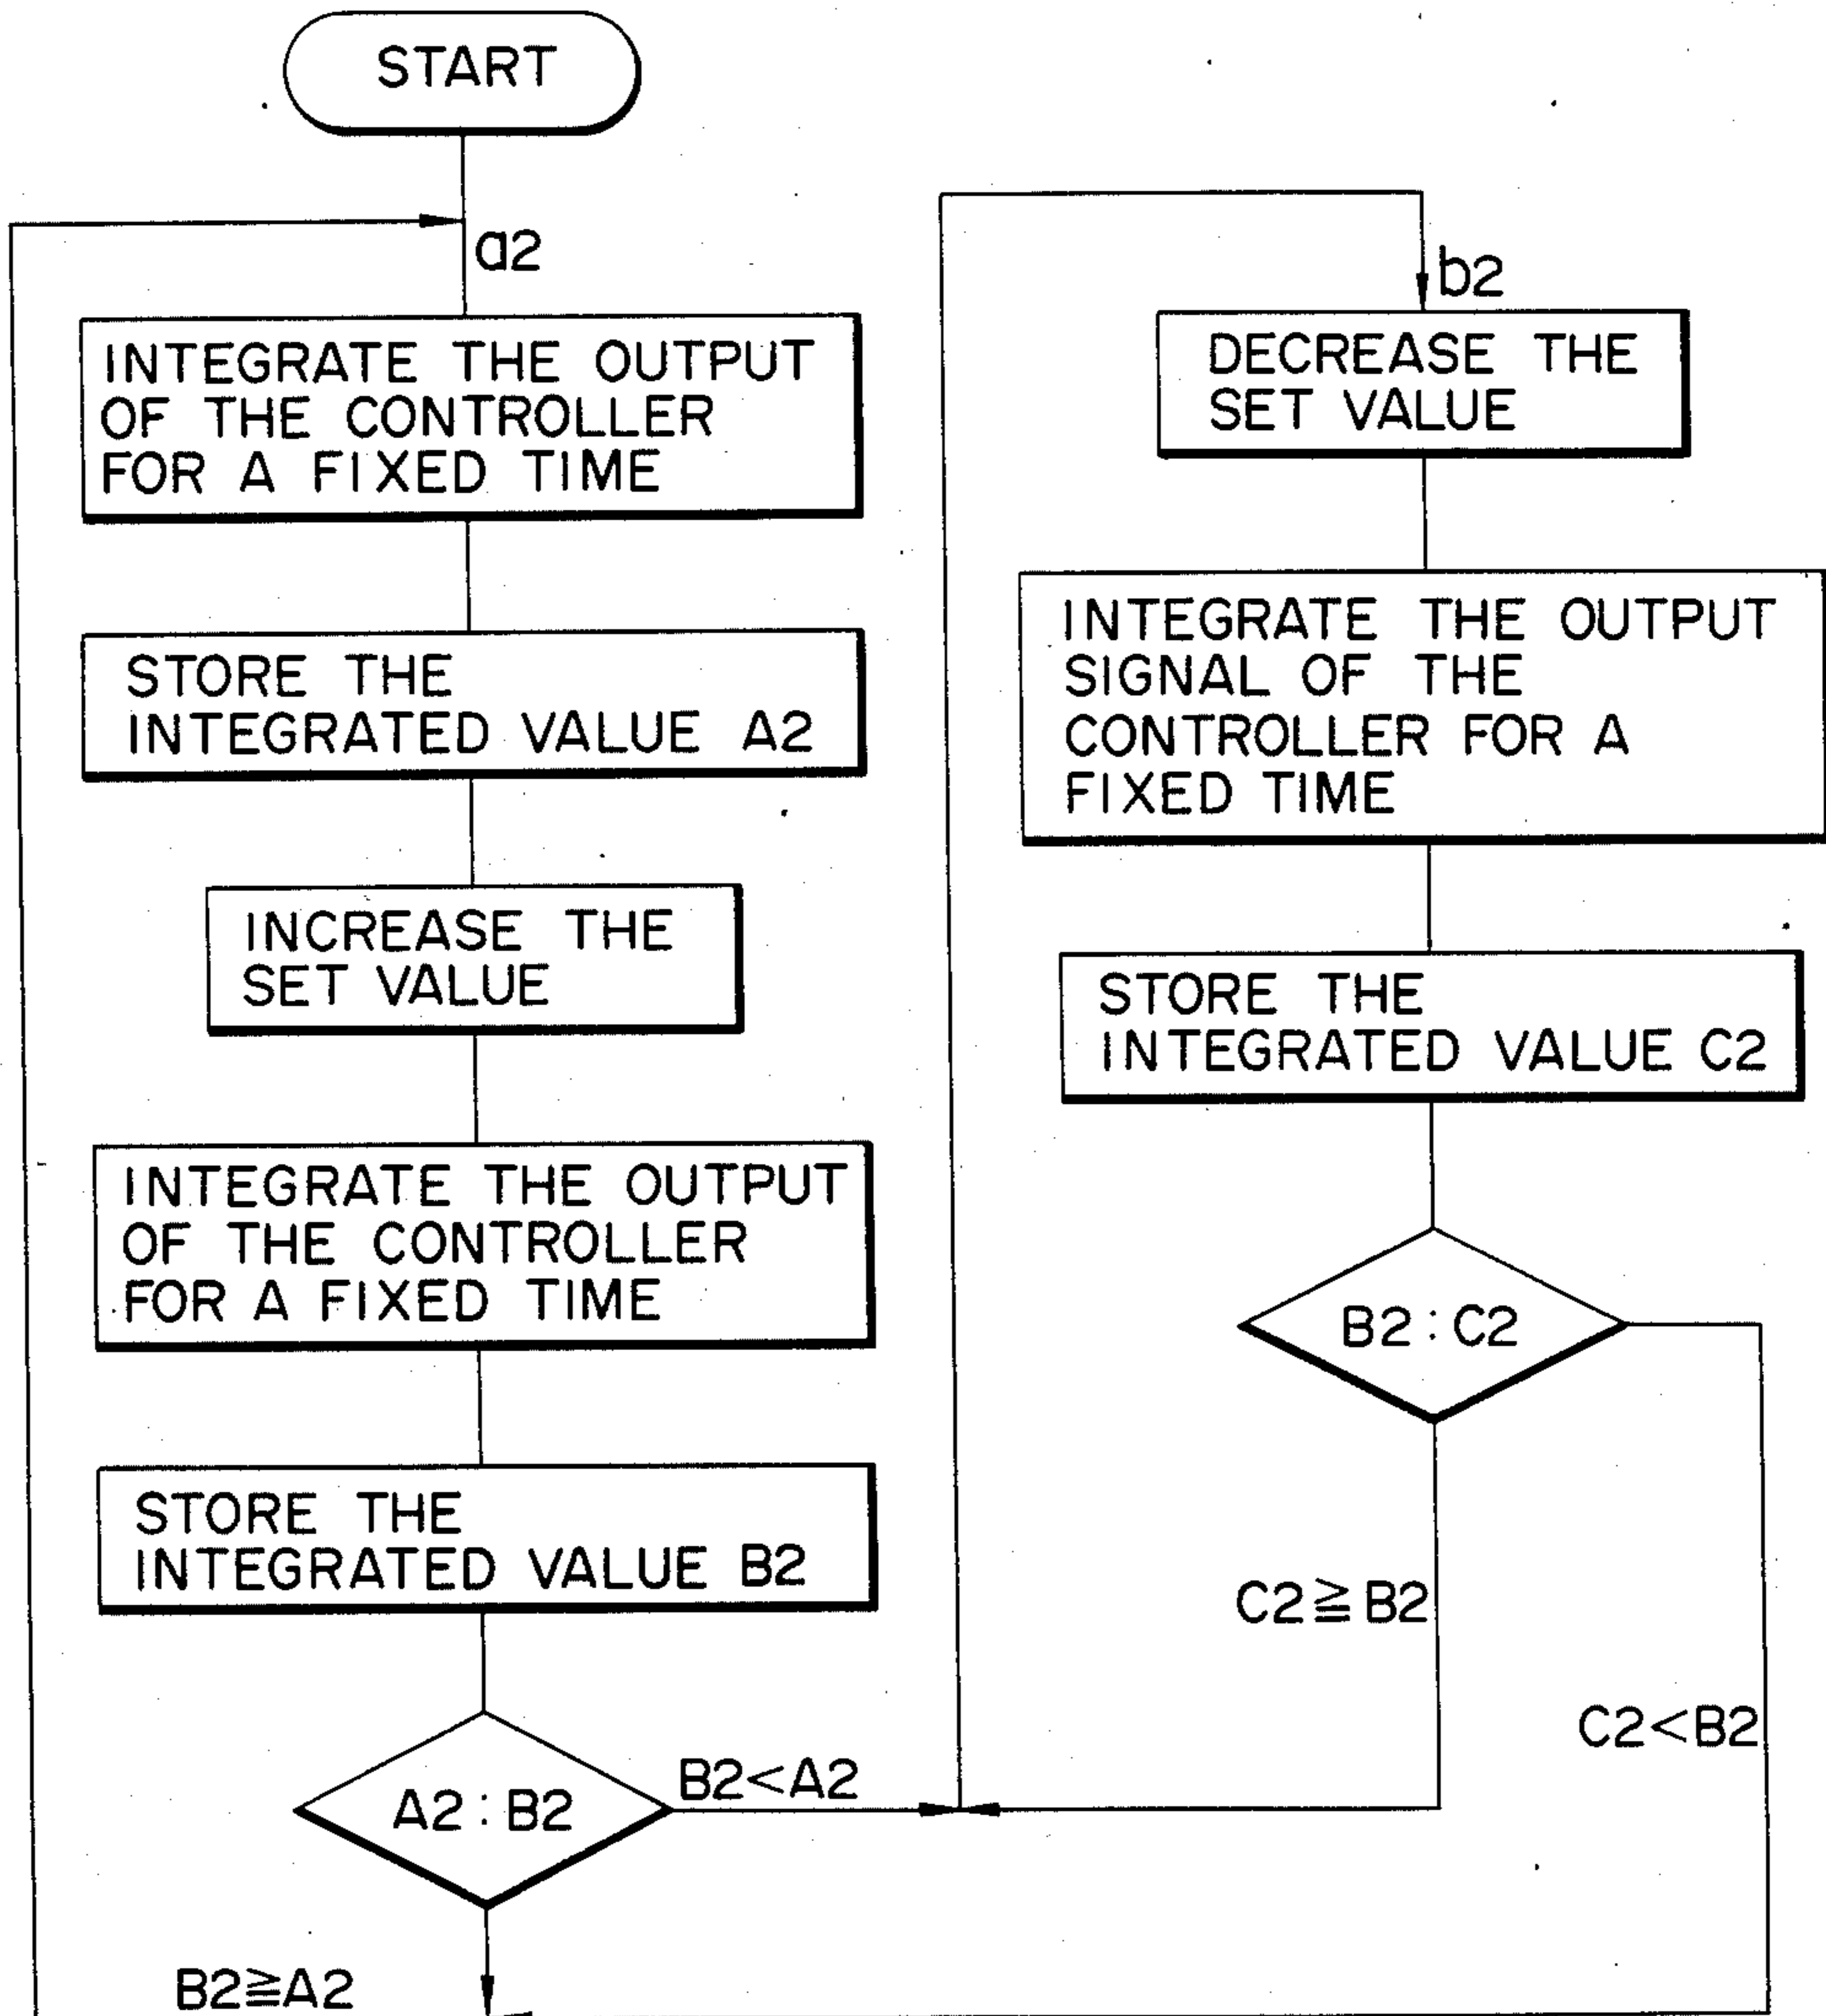 START
a2
INTEGRATE THE OUTPUT
OF THE CONTROLLER
FOR A FIXED TIME
STORE THE
INTEGRATED VALUE A2
INCREASE THE
SET VALUE
INTEGRATE THE OUTPUT
OF THE CONTROLLER
FOR A FIXED TIME
STORE THE
INTEGRATED VALUE B2
A2:B2
B2<A2
B2≧A2
b2
DECREASE THE
SET VALUE
INTEGRATE THE OUTPUT
SIGNAL OF THE
CONTROLLER FOR A
FIXED TIME
STORE THE
INTEGRATED VALUE C2
B2:C2
C2≧B2
C2<B2